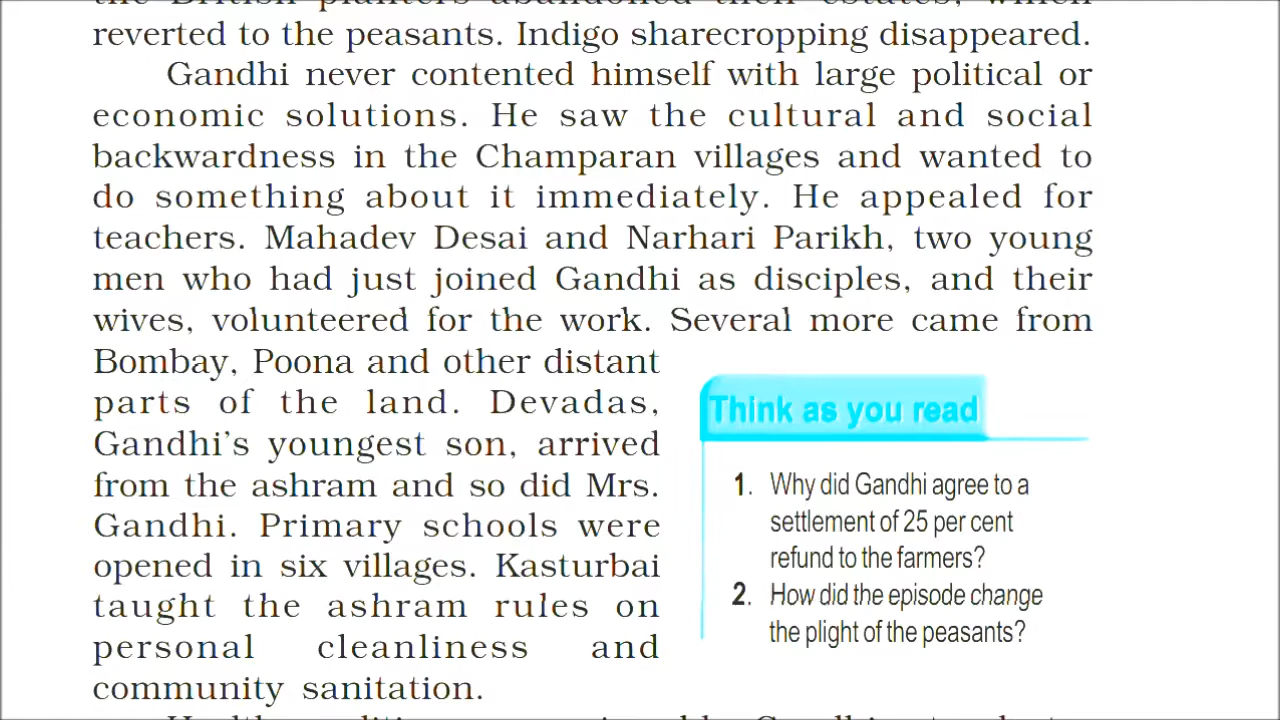 the British planters abandoned their estates, which
reverted to the peasants. Indigo sharecropping disappeared.
Gandhi never contented himself with large political or
economic solutions. He saw the cultural and social
backwardness in the Champaran villages and wanted to
do something about it immediately. He appealed for
teachers. Mahadev Desai and Narhari Parikh, two young
men who had just joined Gandhi as disciples, and their
wives, volunteered for the work. Several more came from
Bombay, Poona and other distant
parts of the land. Devadas,
Gandhi’s youngest son, arrived
from the ashram and so did Mrs.
Gandhi. Primary schools were
opened in six villages. Kasturbai
taught the ashram rules on
personal cleanliness and
community sanitation.
Think as you read
1. Why did Gandhi agree to a
settlement of 25 per cent
refund to the farmers?
2. How did the episode change
the plight of the peasants?